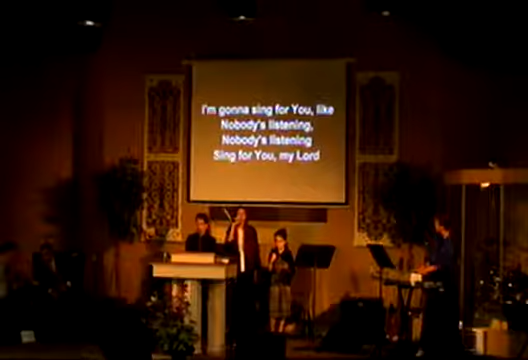 I'm gonna sing for You, like
Nobody's listening,
Nobody's listening
Sing for You, my Lord